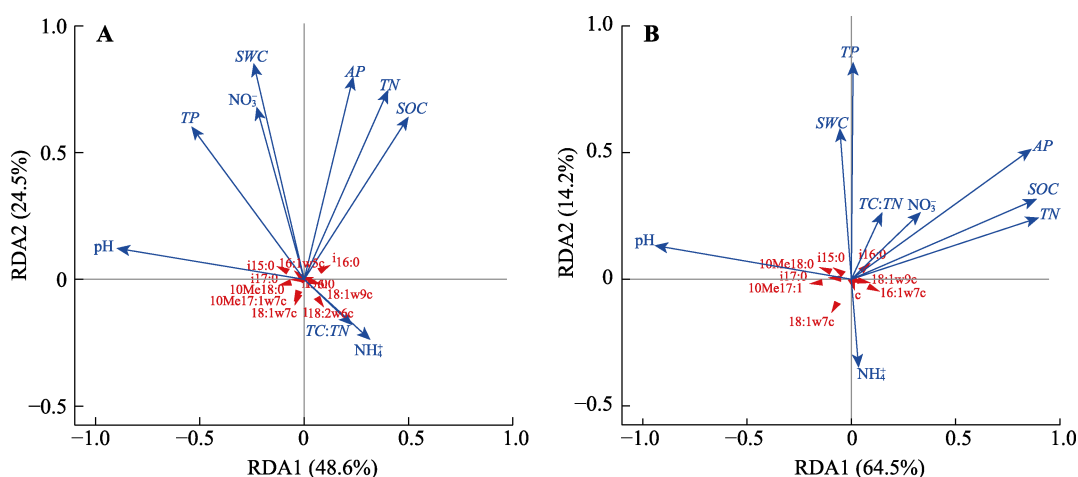 A
1.0
0.5
0
−0.5
RDA2 (24.5%)
SWC
NO₃⁻
TP
AP
TN
SOC
pH
i15:0
16:1w5c
i16:0
i17:0
10Me18:0
18:1w9c
10Me17:1w7c
18:1w7c
18:2w6c
TC:TN
NH₄⁺
−1.0 −0.5 0 0.5 1.0
RDA1 (48.6%)
B
1.0
0.5
0
−0.5
RDA2 (14.2%)
TP
SWC
AP
SOC
TN
TC:TN
NO₃⁻
pH
10Me18:0
i15:0
i16:0
i17:0
10Me17:1
18:1w9c
16:1w7c
c
18:1w7c
NH₄⁺
−1.0 −0.5 0 0.5 1.0
RDA1 (64.5%)